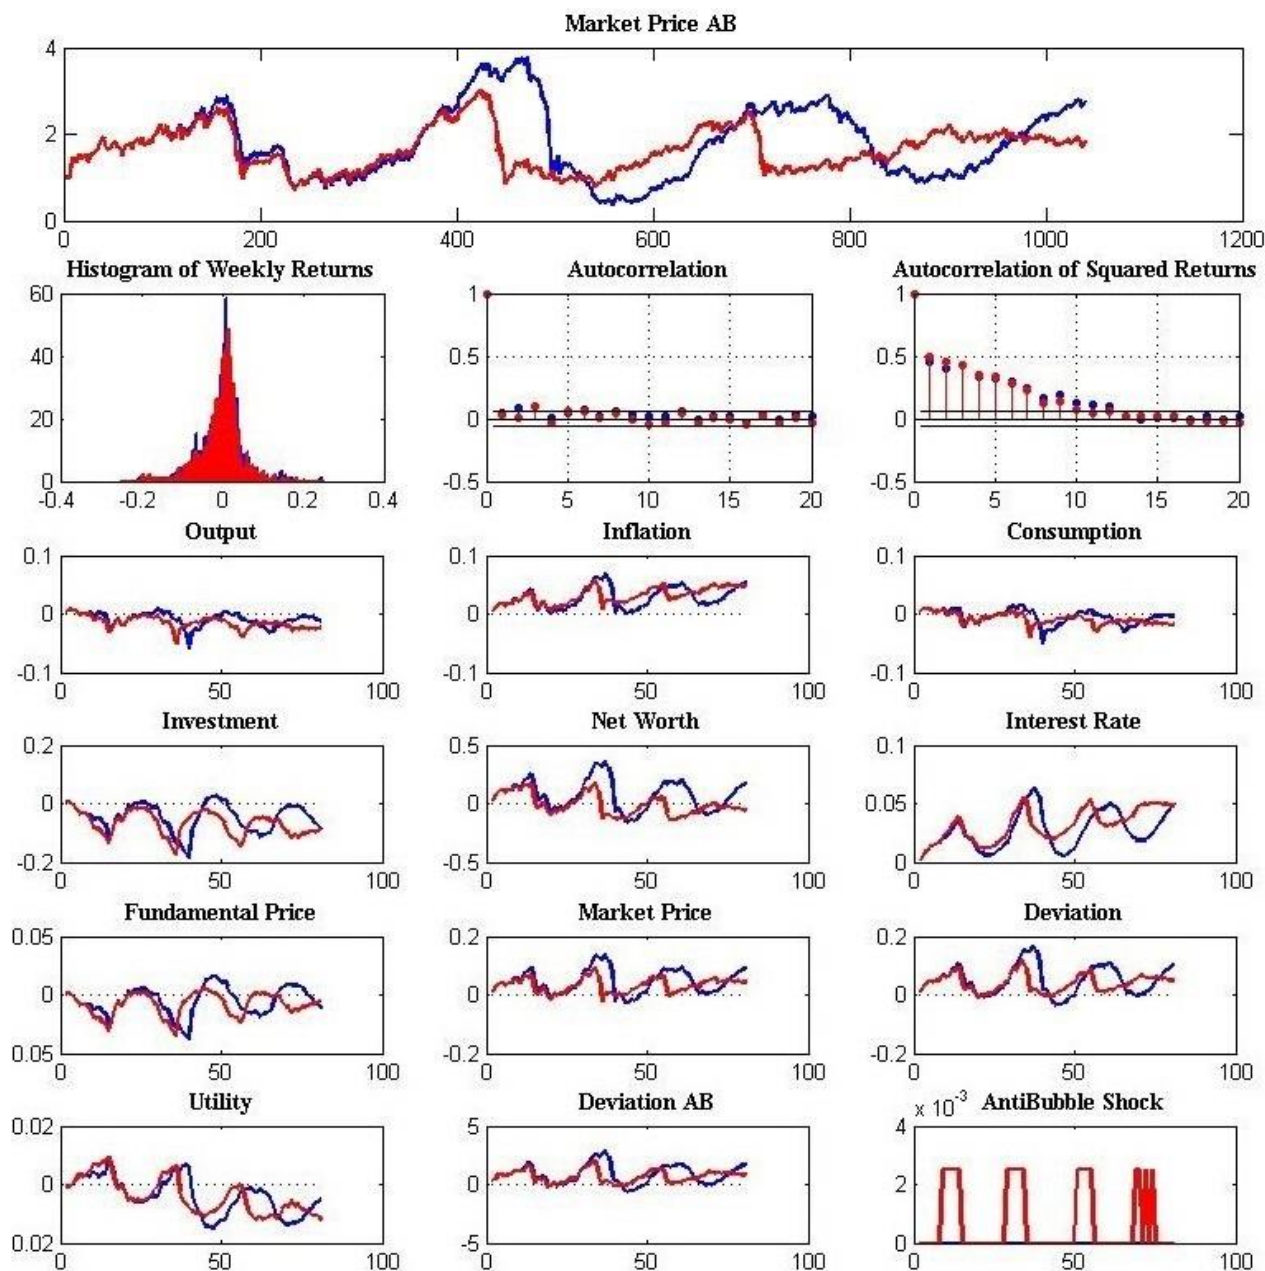 Market Price AB
4
2
0
0 200 400 600 800 1000 1200
Histogram of Weekly Returns Autocorrelation Autocorrelation of Squared Returns
60 1 1
40 0.5 0.5
20 0 0
0 -0.5 -0.5
-0.4 -0.2 0 0.2 0.4 0 5 10 15 20 0 5 10 15 20
Output Inflation Consumption
0.1 0.1 0.1
0 0 0
-0.1 -0.1 -0.1
0 50 100 0 50 100 0 50 100
Investment Net Worth Interest Rate
0.2 0.5 0.1
0 0 0.05
-0.2 -0.5 0
0 50 100 0 50 100 0 50 100
Fundamental Price Market Price Deviation
0.05 0.2 0.2
0 0 0
0.05 -0.2 -0.2
0 50 100 0 50 100 0 50 100
Utility Deviation AB x 10⁻³ AntiBubble Shock
0.02 5 4
0 0 2
0.02 -5 0
0 50 100 0 50 100 0 50 100